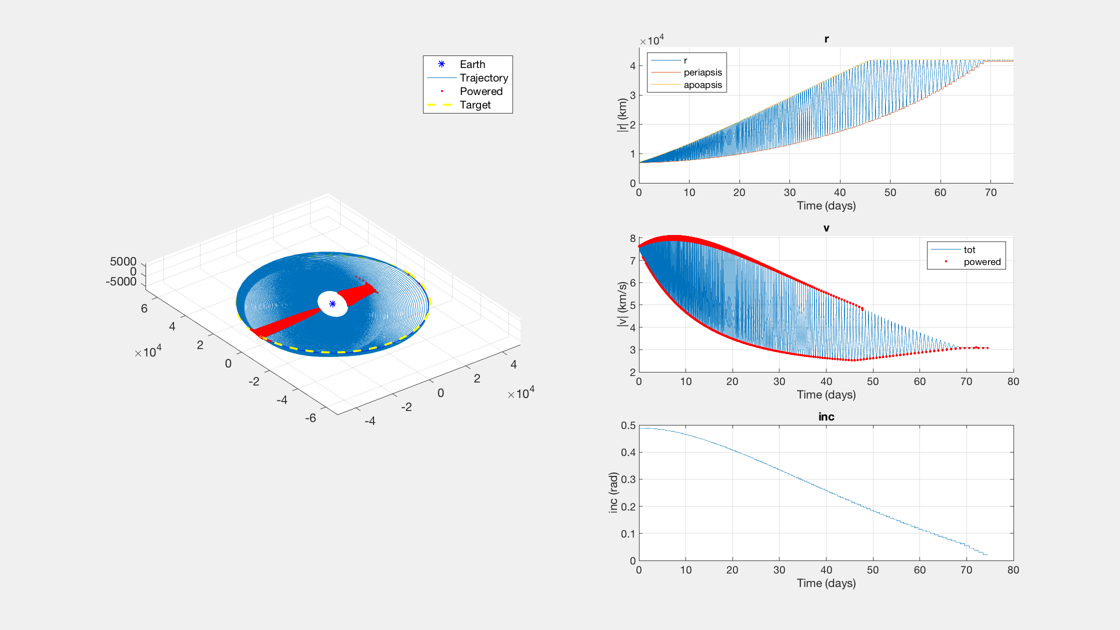 Earth
Trajectory
Powered
Target
5000
0
-5000
6
4
2
0
-2
-4
-6
×10^4
-4
-2
0
2
4
×10^4
r
×10^4
r
periapsis
apoapsis
|r| (km)
4
3
2
1
0
0 10 20 30 40 50 60 70
Time (days)
v
tot
powered
|v| (km/s)
8
7
6
5
4
3
2
0 10 20 30 40 50 60 70 80
Time (days)
inc
inc (rad)
0.5
0.4
0.3
0.2
0.1
0
0 10 20 30 40 50 60 70 80
Time (days)